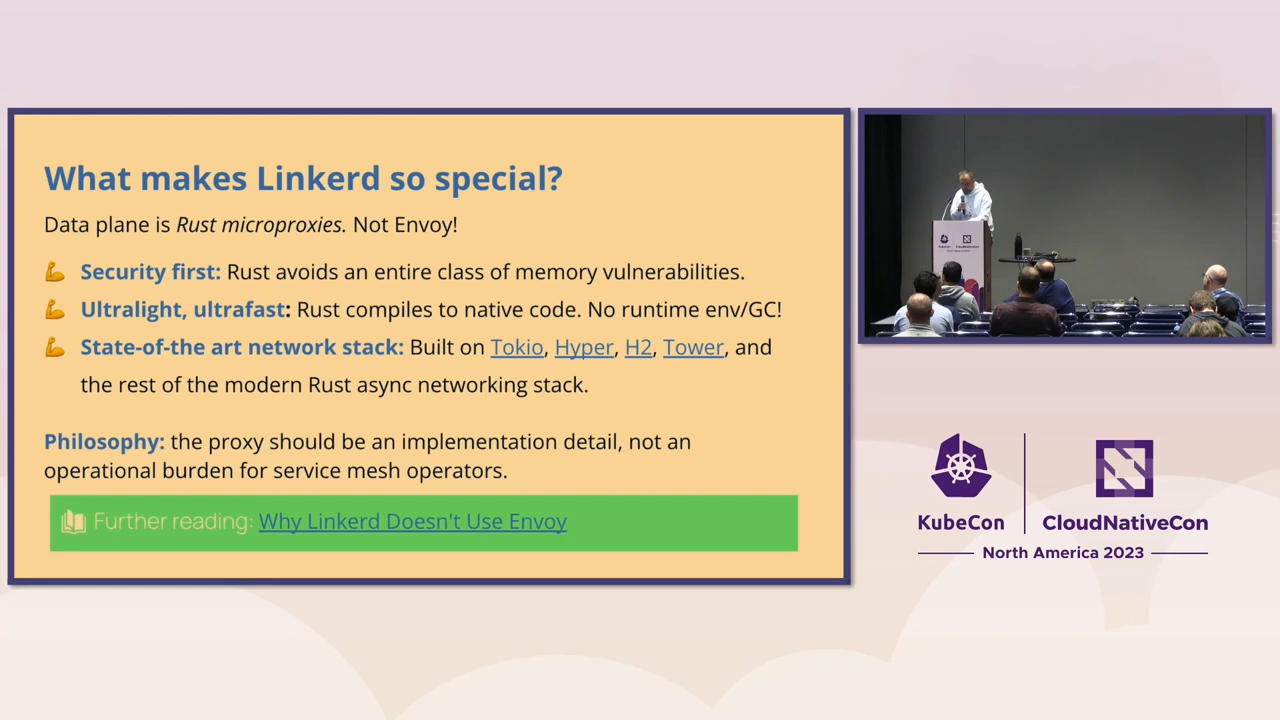 What makes Linkerd so special?
Data plane is Rust microproxies. Not Envoy!
💪 Security first: Rust avoids an entire class of memory vulnerabilities.
💪 Ultralight, ultrafast: Rust compiles to native code. No runtime env/GC!
💪 State-of-the art network stack: Built on Tokio, Hyper, H2, Tower, and
the rest of the modern Rust async networking stack.
Philosophy: the proxy should be an implementation detail, not an
operational burden for service mesh operators.
📖 Further reading: Why Linkerd Doesn't Use Envoy
KubeCon
CloudNativeCon
North America 2023